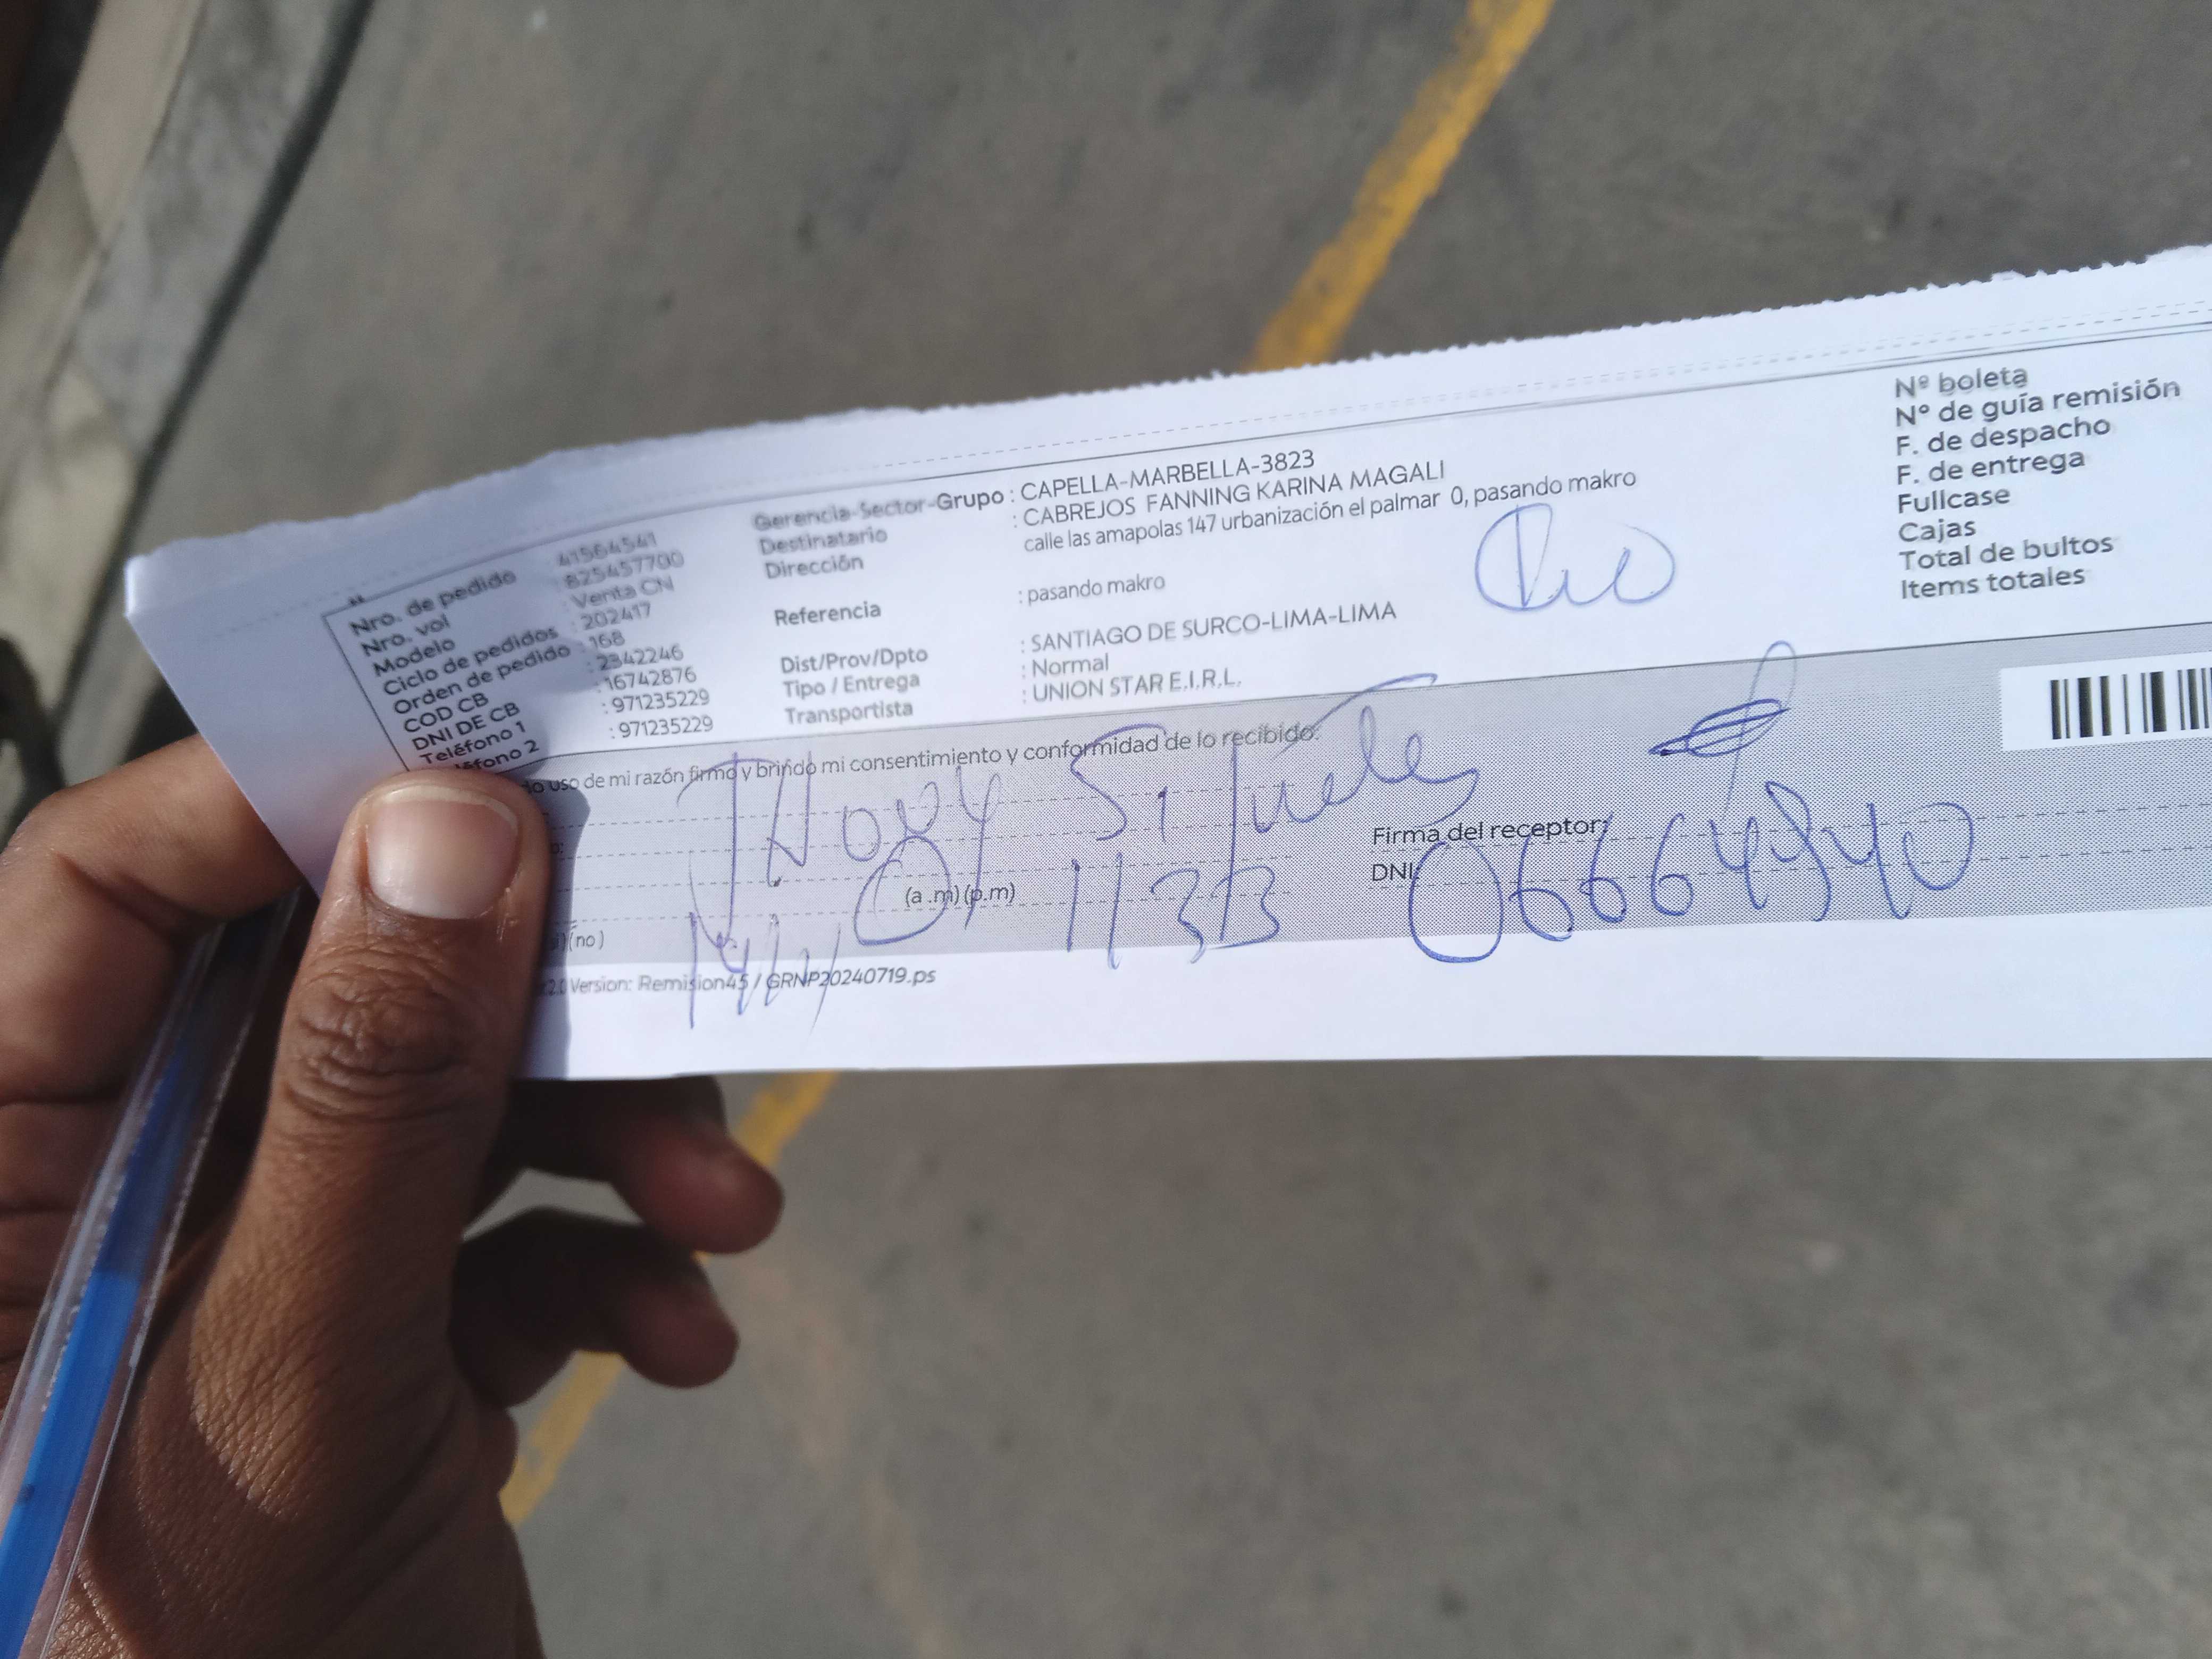 Nro. de pedido : 41564541
Nro. vol : 825457700
Modelo : Venta CN
Ciclo de pedidos : 202417
Orden de pedido : 168
COD CB : 2342246
DNI DE CB : 16742876
Teléfono 1 : 971235229
éfono 2 : 971235229
Gerencia-Sector-Grupo : CAPELLA-MARBELLA-3823
Destinatario : CABREJOS FANNING KARINA MAGALI
Dirección calle las amapolas 147 urbanización el palmar 0, pasando makro
Referencia : pasando makro
Dist/Prov/Dpto : SANTIAGO DE SURCO-LIMA-LIMA
Tipo / Entrega : Normal
Transportista : UNION STAR E.I.R.L.
Nº boleta
N° de guía remisión
F. de despacho
F. de entrega
Fullcase
Cajas
Total de bultos
Items totales
uso de mi razón firmo y brindo mi consentimiento y conformidad de lo recibido:
Firma del receptor:
DNI:
(a .m) (p.m) 1133
(no)
Version: Remision45 / GRNP20240719.ps